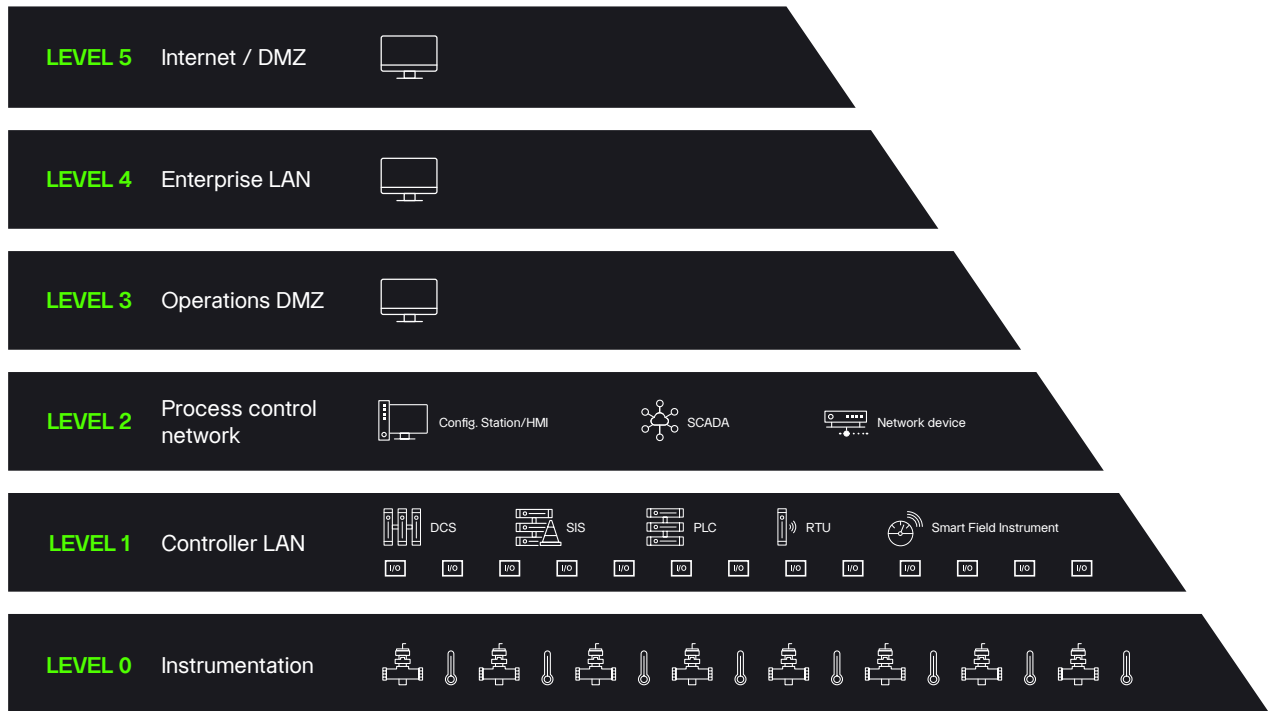 LEVEL 5 Internet / DMZ
LEVEL 4 Enterprise LAN
LEVEL 3 Operations DMZ
LEVEL 2 Process control
network
Config. Station/HMI SCADA Network device
LEVEL 1 Controller LAN
DCS SIS PLC RTU Smart Field Instrument
I/O I/O I/O I/O I/O I/O I/O I/O I/O I/O I/O I/O I/O
LEVEL 0 Instrumentation